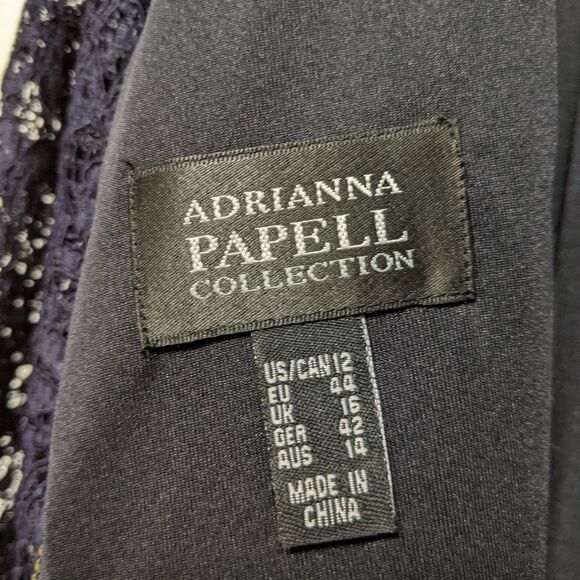 ADRIANNA
PAPELL
COLLECTION
US/CAN 12
EU 44
UK 16
GER 42
AUS 14
MADE IN
CHINA